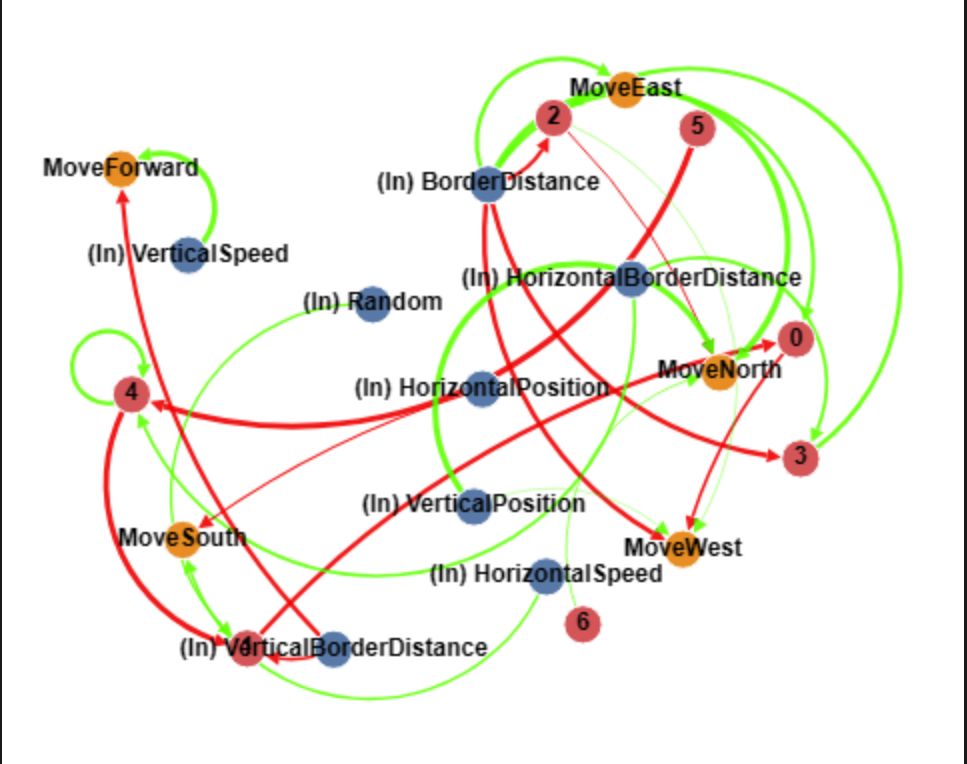 MoveEast
2
5
MoveForward
(In) BorderDistance
(In) VerticalSpeed
(In) HorizontalBorderDistance
(In) Random
0
MoveNorth
4
(In) HorizontalPosition
3
(In) VerticalPosition
MoveSouth
MoveWest
(In) HorizontalSpeed
6
(In) VerticalBorderDistance